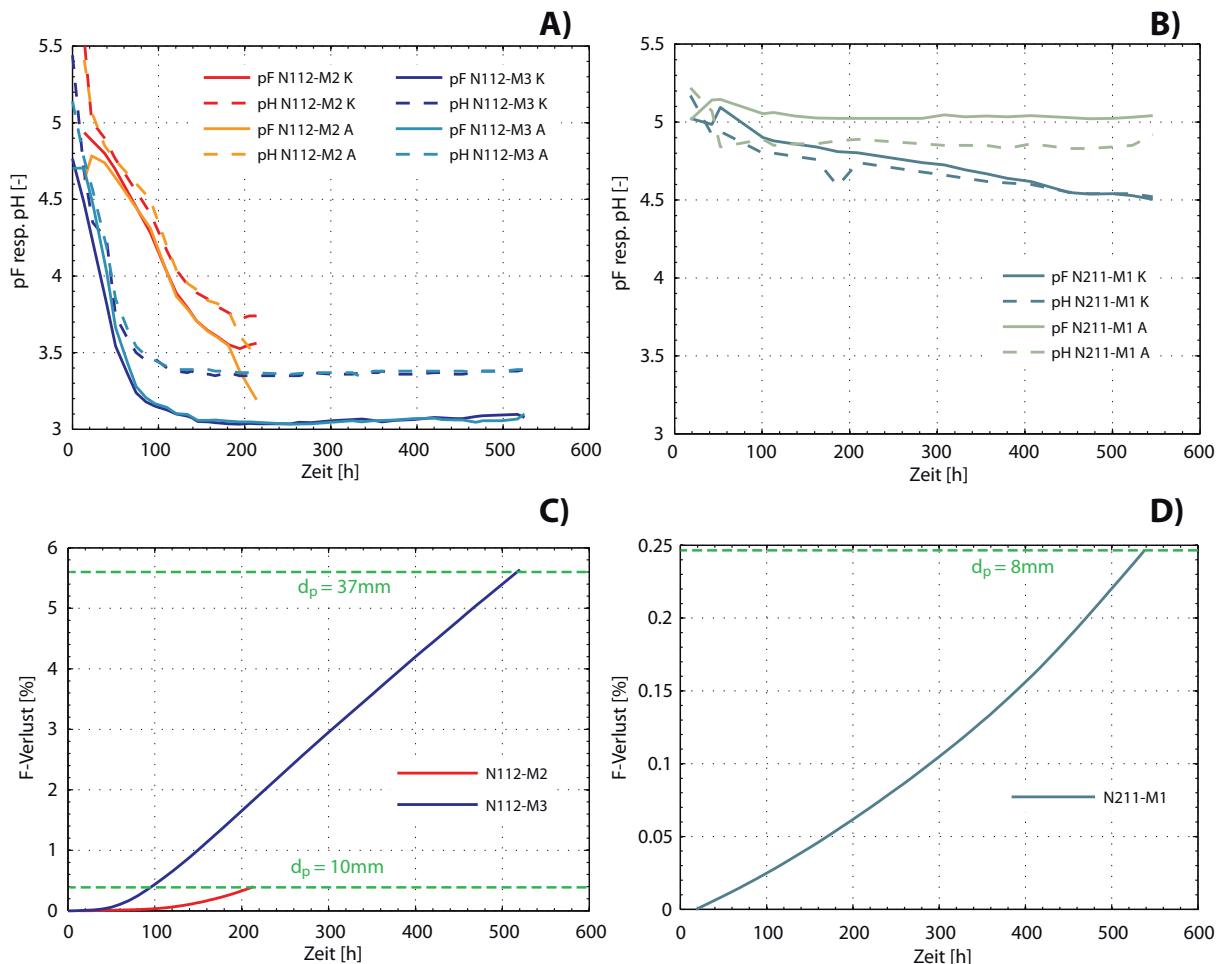 A)
5.5
5
4.5
4
3.5
3
pF resp. pH [-]
pF N112-M2 K
pH N112-M2 K
pF N112-M2 A
pH N112-M2 A
pF N112-M3 K
pH N112-M3 K
pF N112-M3 A
pH N112-M3 A
0 100 200 300 400 500 600
Zeit [h]
B)
5.5
5
4.5
4
3.5
3
pF resp. pH [-]
pF N211-M1 K
pH N211-M1 K
pF N211-M1 A
pH N211-M1 A
0 100 200 300 400 500 600
Zeit [h]
C)
6
5
4
3
2
1
0
F-Verlust [%]
dp = 37mm
N112-M2
N112-M3
dp = 10mm
0 100 200 300 400 500 600
Zeit [h]
D)
0.25
0.2
0.15
0.1
0.05
0
F-Verlust [%]
dp = 8mm
N211-M1
0 100 200 300 400 500 600
Zeit [h]